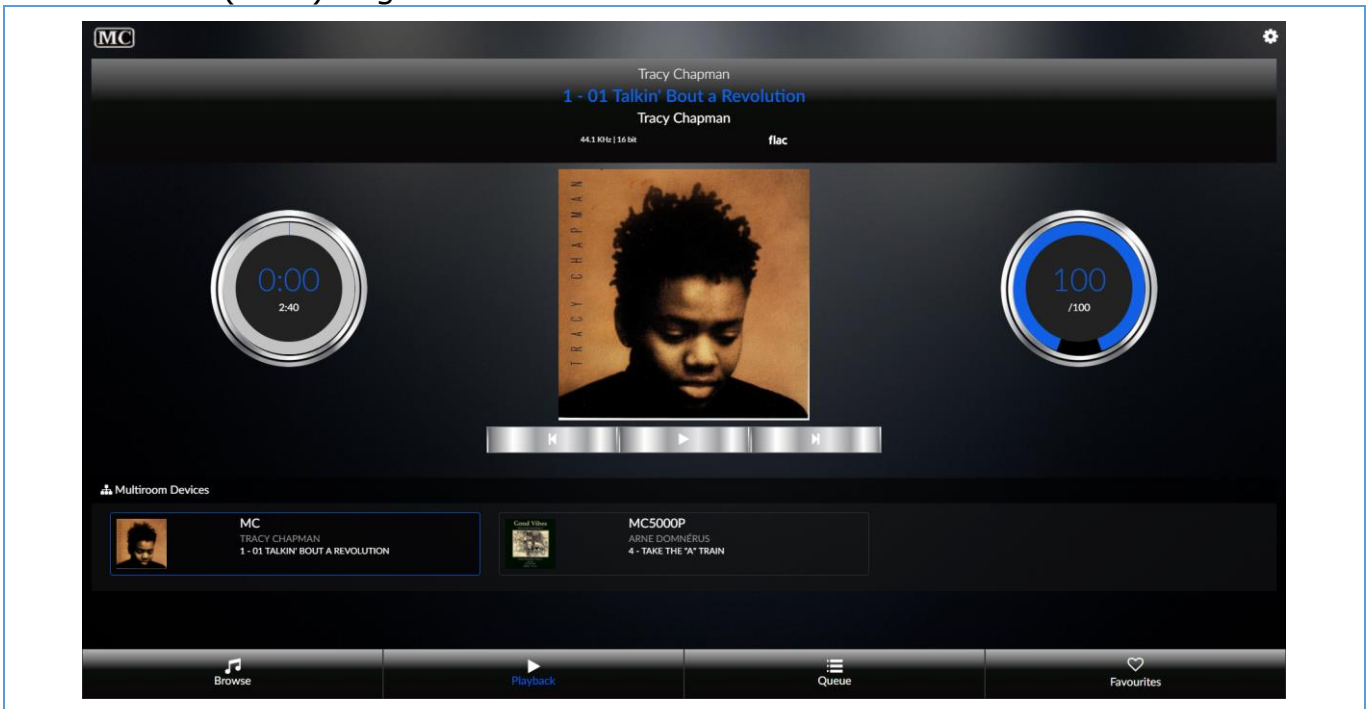 MC
Tracy Chapman
1 - 01 Talkin' Bout a Revolution
Tracy Chapman
44.1 KHz | 16 bit
flac
TRACY CHAPMAN
0:00
2:40
100
/100
Multiroom Devices
MC
TRACY CHAPMAN
1 - 01 TALKIN' BOUT A REVOLUTION
Good Vibes
MC5000P
ARNE DOMNÉRUS
4 - TAKE THE "A" TRAIN
Browse
Playback
Queue
Favourites